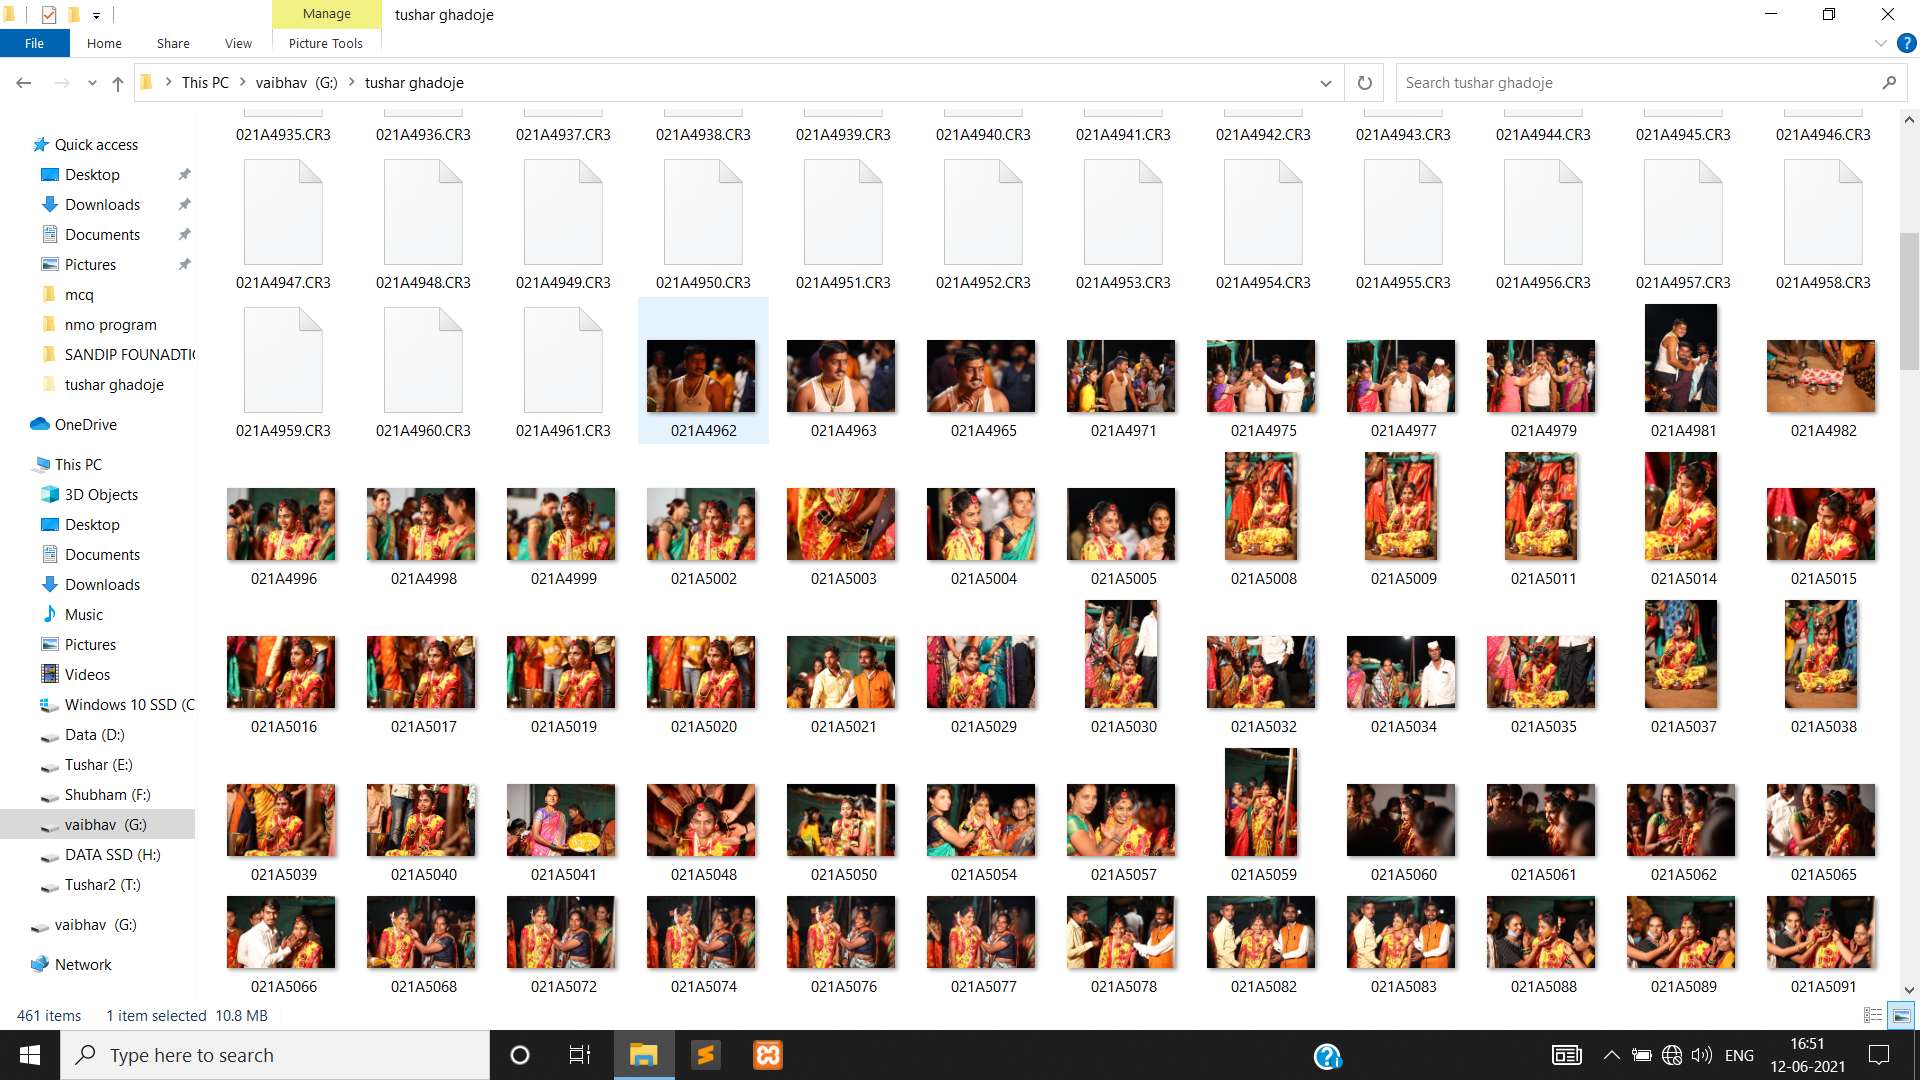 Manage
tushar ghadoje
File
Home
Share
View
Picture Tools
This PC
vaibhav (G:)
tushar ghadoje
Search tushar ghadoje
021A4935.CR3 021A4936.CR3 021A4937.CR3 021A4938.CR3 021A4939.CR3 021A4940.CR3 021A4941.CR3 021A4942.CR3 021A4943.CR3 021A4944.CR3 021A4945.CR3 021A4946.CR3
021A4947.CR3 021A4948.CR3 021A4949.CR3 021A4950.CR3 021A4951.CR3 021A4952.CR3 021A4953.CR3 021A4954.CR3 021A4955.CR3 021A4956.CR3 021A4957.CR3 021A4958.CR3
021A4959.CR3 021A4960.CR3 021A4961.CR3 021A4962 021A4963 021A4965 021A4971 021A4975 021A4977 021A4979 021A4981 021A4982
021A4996 021A4998 021A4999 021A5002 021A5003 021A5004 021A5005 021A5008 021A5009 021A5011 021A5014 021A5015
021A5016 021A5017 021A5019 021A5020 021A5021 021A5029 021A5030 021A5032 021A5034 021A5035 021A5037 021A5038
021A5039 021A5040 021A5041 021A5048 021A5050 021A5054 021A5057 021A5059 021A5060 021A5061 021A5062 021A5065
021A5066 021A5068 021A5072 021A5074 021A5076 021A5077 021A5078 021A5082 021A5083 021A5088 021A5089 021A5091
Quick access
Desktop
Downloads
Documents
Pictures
mcq
nmo program
SANDIP FOUNADTI
tushar ghadoje
OneDrive
This PC
3D Objects
Desktop
Documents
Downloads
Music
Pictures
Videos
Windows 10 SSD (C
Data (D:)
Tushar (E:)
Shubham (F:)
vaibhav (G:)
DATA SSD (H:)
Tushar2 (T:)
vaibhav (G:)
Network
461 items
1 item selected 10.8 MB
Type here to search
ENG
16:51
12-06-2021